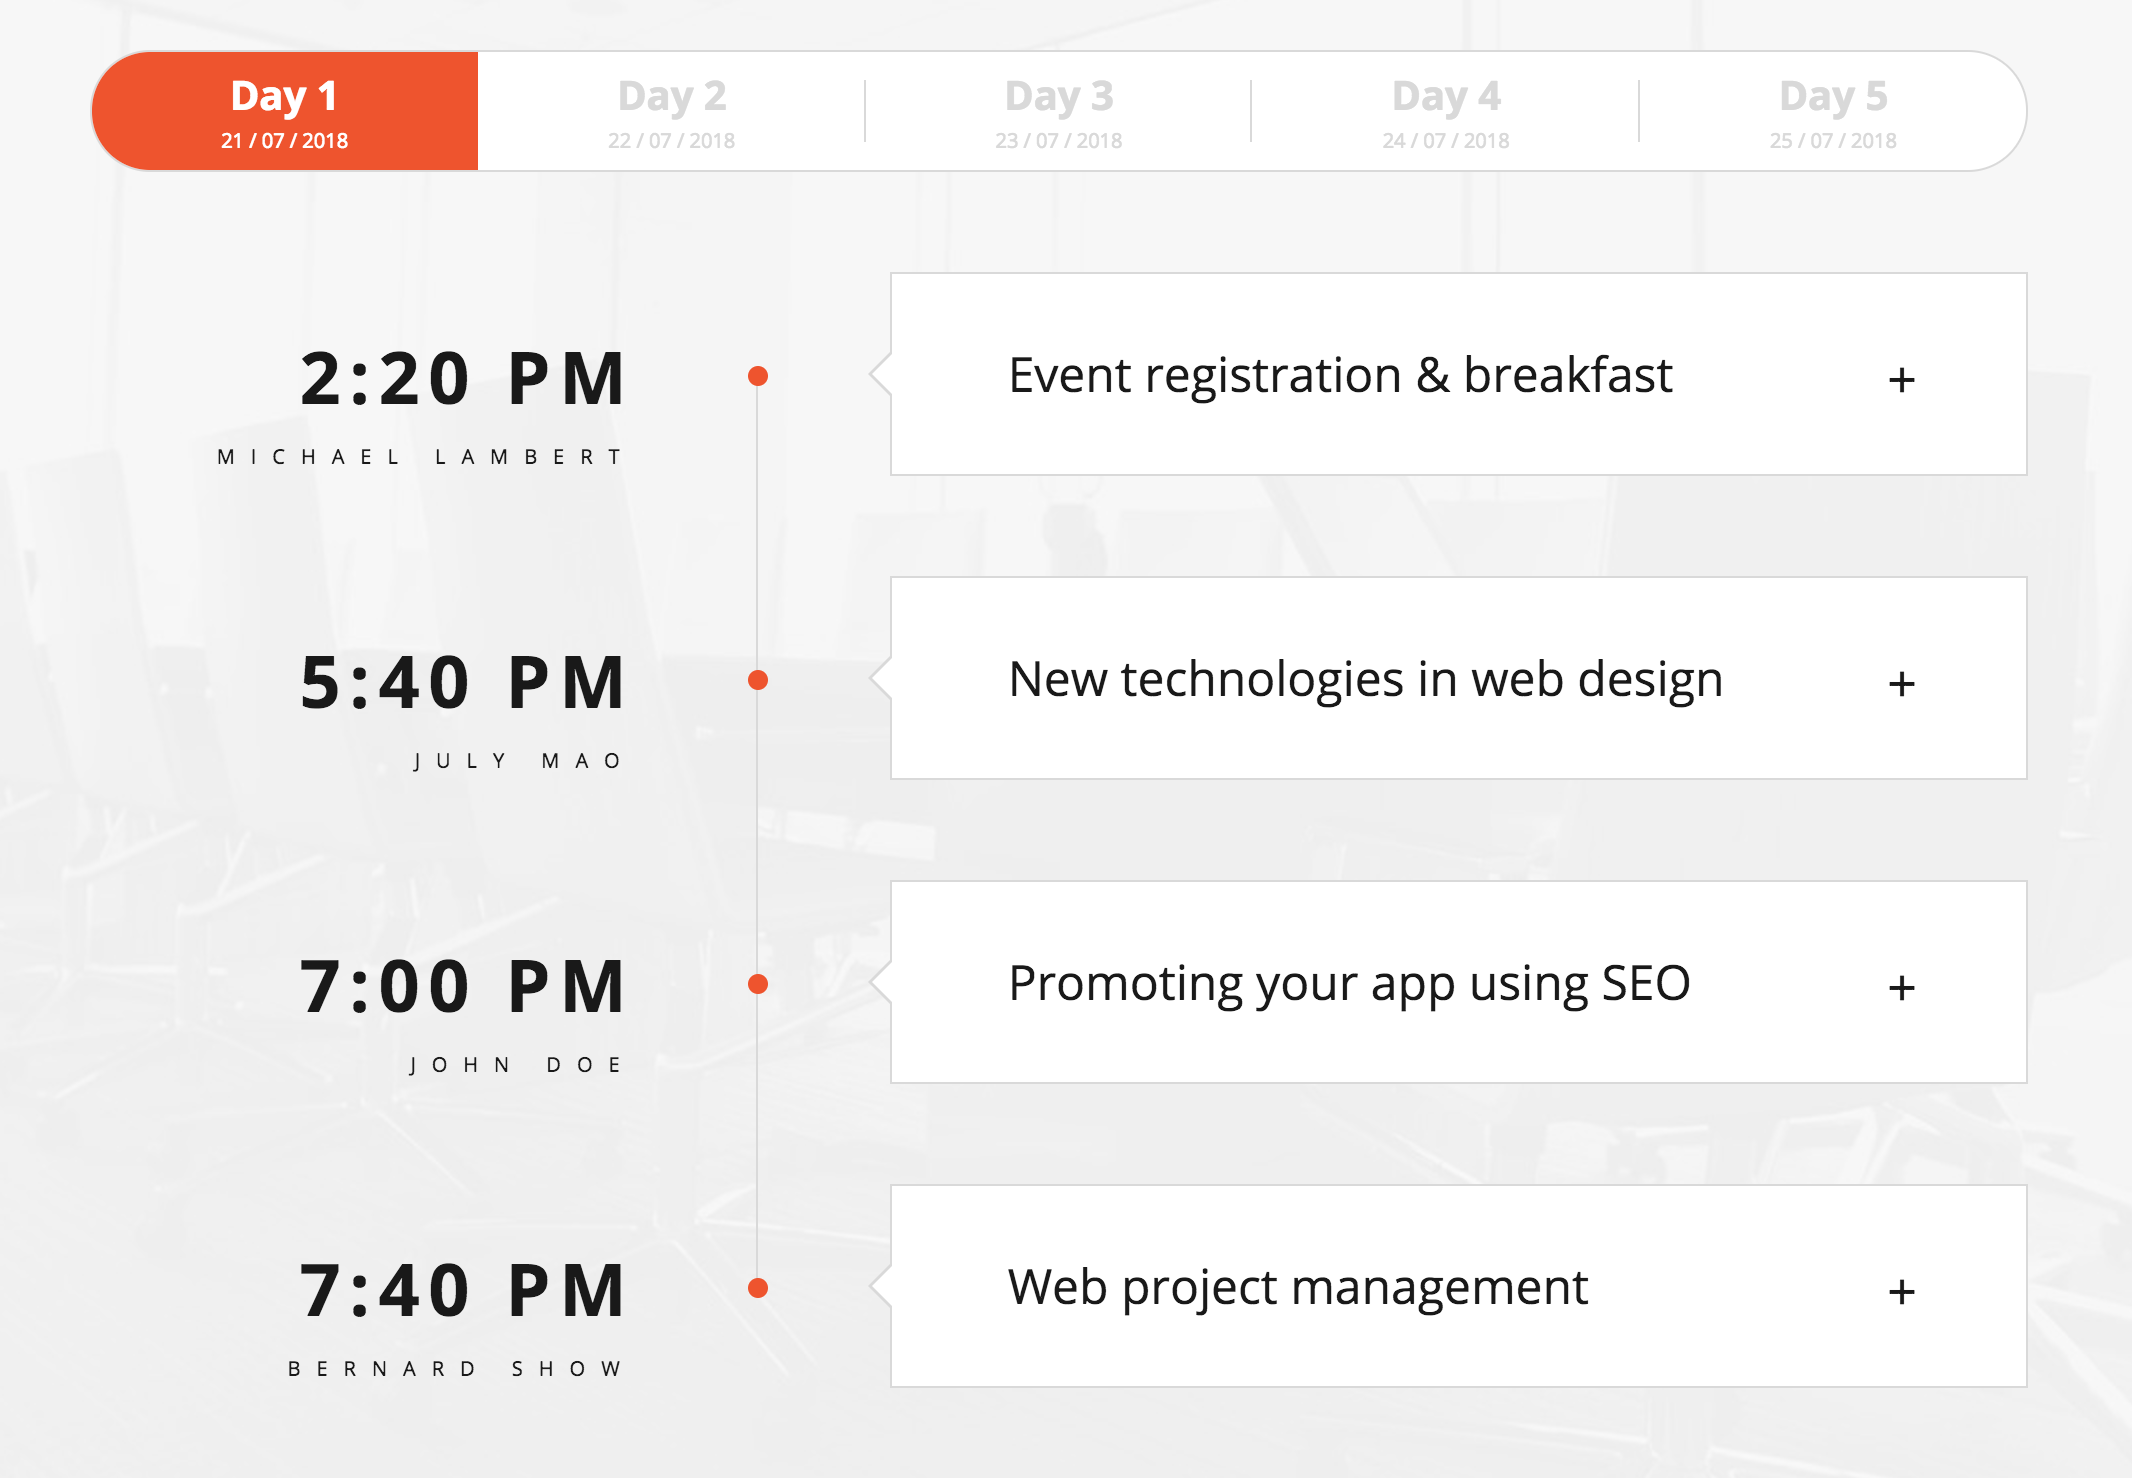 Day 1
21 / 07 / 2018
Day 2
22 / 07 / 2018
Day 3
23 / 07 / 2018
Day 4
24 / 07 / 2018
Day 5
25 / 07 / 2018
2:20 PM
MICHAEL LAMBERT
Event registration & breakfast
+
5:40 PM
JULY MAO
New technologies in web design
+
7:00 PM
JOHN DOE
Promoting your app using SEO
+
7:40 PM
BERNARD SHOW
Web project management
+